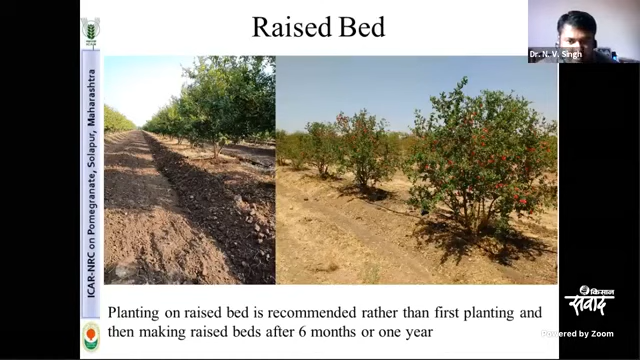 Raised Bed
Dr. N. V. Singh
ICAR-NRC on Pomegranate, Solapur, Maharashtra
Planting on raised bed is recommended rather than first planting and
then making raised beds after 6 months or one year
किसान
संवाद
Powered by Zoom